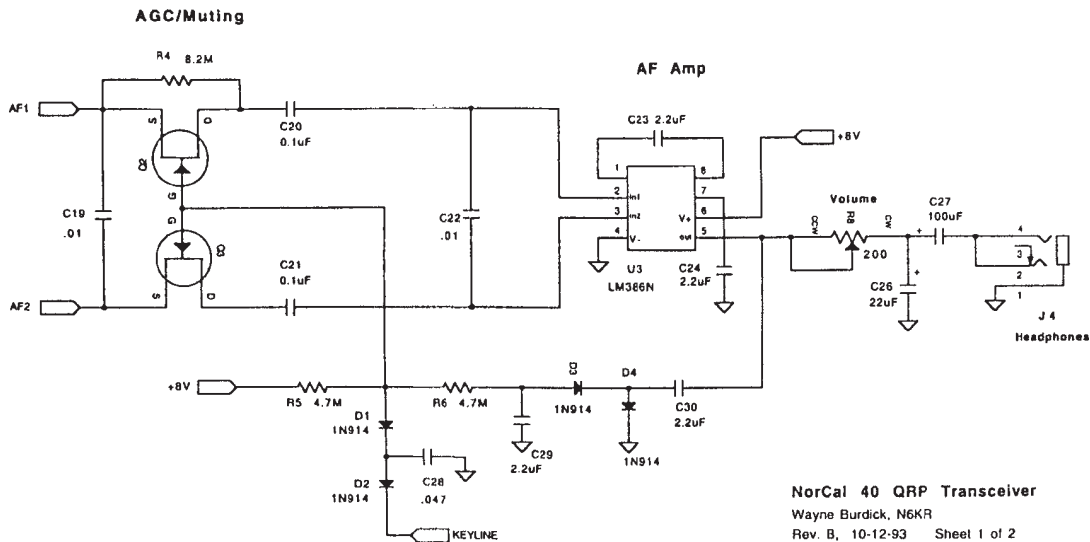 AGC/Muting
R4
8.2M
AF1
S
D
Q2
G
C20
0.1uF
C19
.01
G
Q3
C21
0.1uF
C22
.01
S
D
AF2
AF Amp
C23 2.2uF
+8V
1
8
2
In1
7
3
In2
V+
6
4
V-
out
5
U3
LM386N
C24
2.2uF
Volume
CCW
R8
CW
200
C27
100uF
+
C26
22uF
+
4
3
2
1
J4
Headphones
+8V
R5 4.7M
R6 4.7M
D3
1N914
D4
1N914
C30
2.2uF
D1
1N914
C29
2.2uF
D2
1N914
C28
.047
KEYLINE
NorCal 40 QRP Transceiver
Wayne Burdick, N6KR
Rev. B, 10-12-93 Sheet 1 of 2